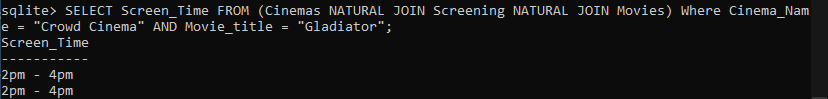 sqlite> SELECT Screen_Time FROM (Cinemas NATURAL JOIN Screening NATURAL JOIN Movies) Where Cinema_Nam
e = "Crowd Cinema" AND Movie_title = "Gladiator";
Screen_Time
-----------
2pm - 4pm
2pm - 4pm